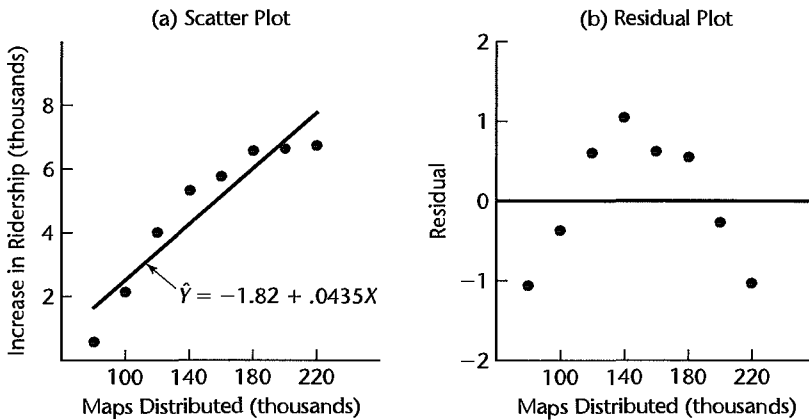 (a) Scatter Plot
Increase in Ridership (thousands)
8
6
4
2
Ŷ = −1.82 + .0435X
100 140 180 220
Maps Distributed (thousands)
(b) Residual Plot
Residual
2
1
0
−1
−2
100 140 180 220
Maps Distributed (thousands)